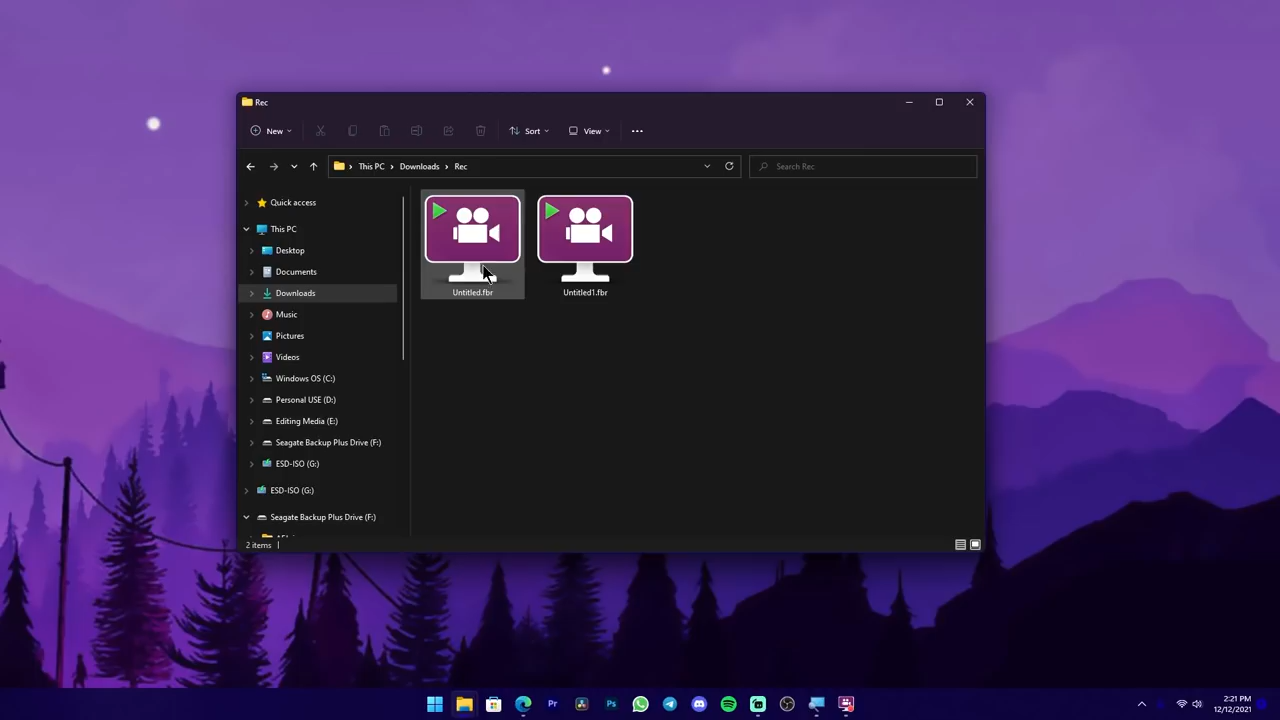 Rec
New
Sort
View
This PC
Downloads
Rec
Search Rec
Quick access
This PC
Desktop
Documents
Downloads
Music
Pictures
Videos
Windows OS (C:)
Personal USE (D:)
Editing Media (E:)
Seagate Backup Plus Drive (F:)
ESD-ISO (G:)
ESD-ISO (G:)
Seagate Backup Plus Drive (F:)
Untitled.fbr
Untitled1.fbr
2 items
Pr
Ps
2:21 PM
12/12/2021